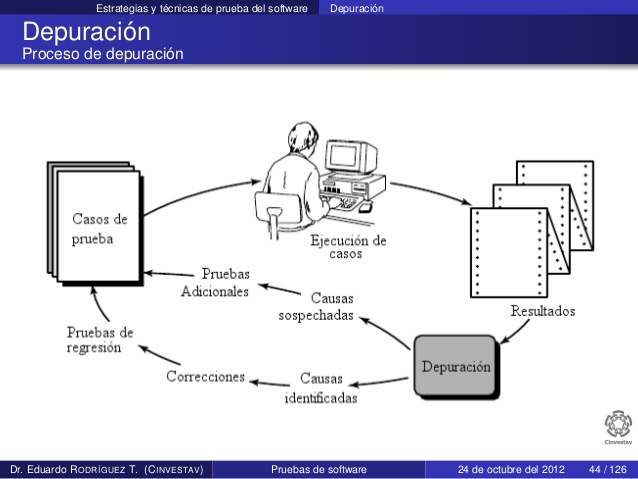 Estrategias y técnicas de prueba del software Depuración
Depuración
Proceso de depuración
Casos de
prueba
Ejecución de
casos
Resultados
Pruebas
Adicionales
Causas
sospechadas
Depuración
Pruebas de
regresión
Correcciones
Causas
identificadas
Cinvestav
Dr. Eduardo RODRÍGUEZ T. (CINVESTAV) Pruebas de software 24 de octubre del 2012 44 / 126